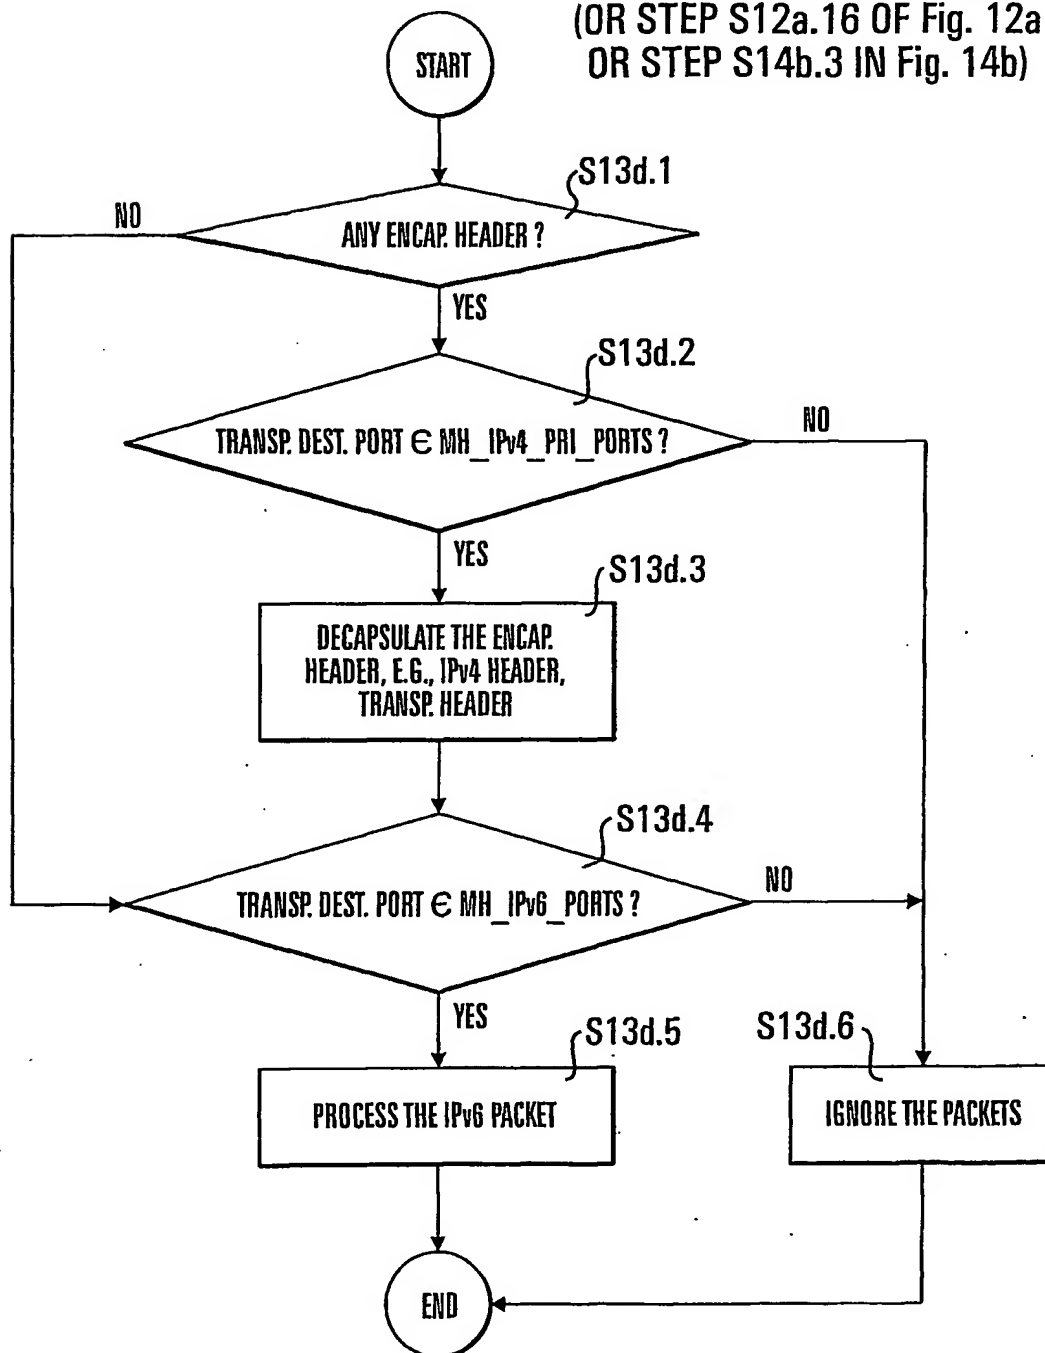 (OR STEP S12a.16 OF Fig. 12a
OR STEP S14b.3 IN Fig. 14b)
START
S13d.1
NO
ANY ENCAP. HEADER ?
YES
S13d.2
NO
TRANSP. DEST. PORT ∈ MH_IPv4_PRI_PORTS ?
YES
S13d.3
DECAPSULATE THE ENCAP.
HEADER, E.G., IPv4 HEADER,
TRANSP. HEADER
S13d.4
NO
TRANSP. DEST. PORT ∈ MH_IPv6_PORTS ?
YES
S13d.5
S13d.6
PROCESS THE IPv6 PACKET
IGNORE THE PACKETS
END